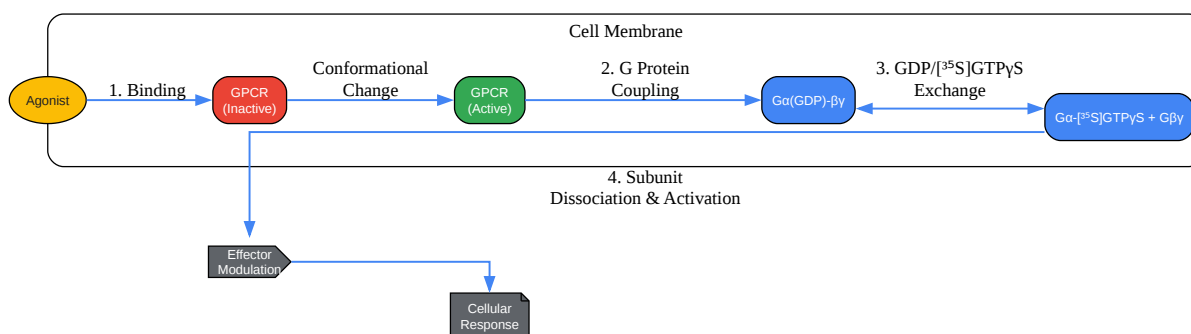 Cell Membrane
Agonist
1. Binding
GPCR
(Inactive)
Conformational
Change
GPCR
(Active)
2. G Protein
Coupling
Gα(GDP)-βγ
3. GDP/[³⁵S]GTPγS
Exchange
Gα-[³⁵S]GTPγS + Gβγ
4. Subunit
Dissociation & Activation
Effector
Modulation
Cellular
Response